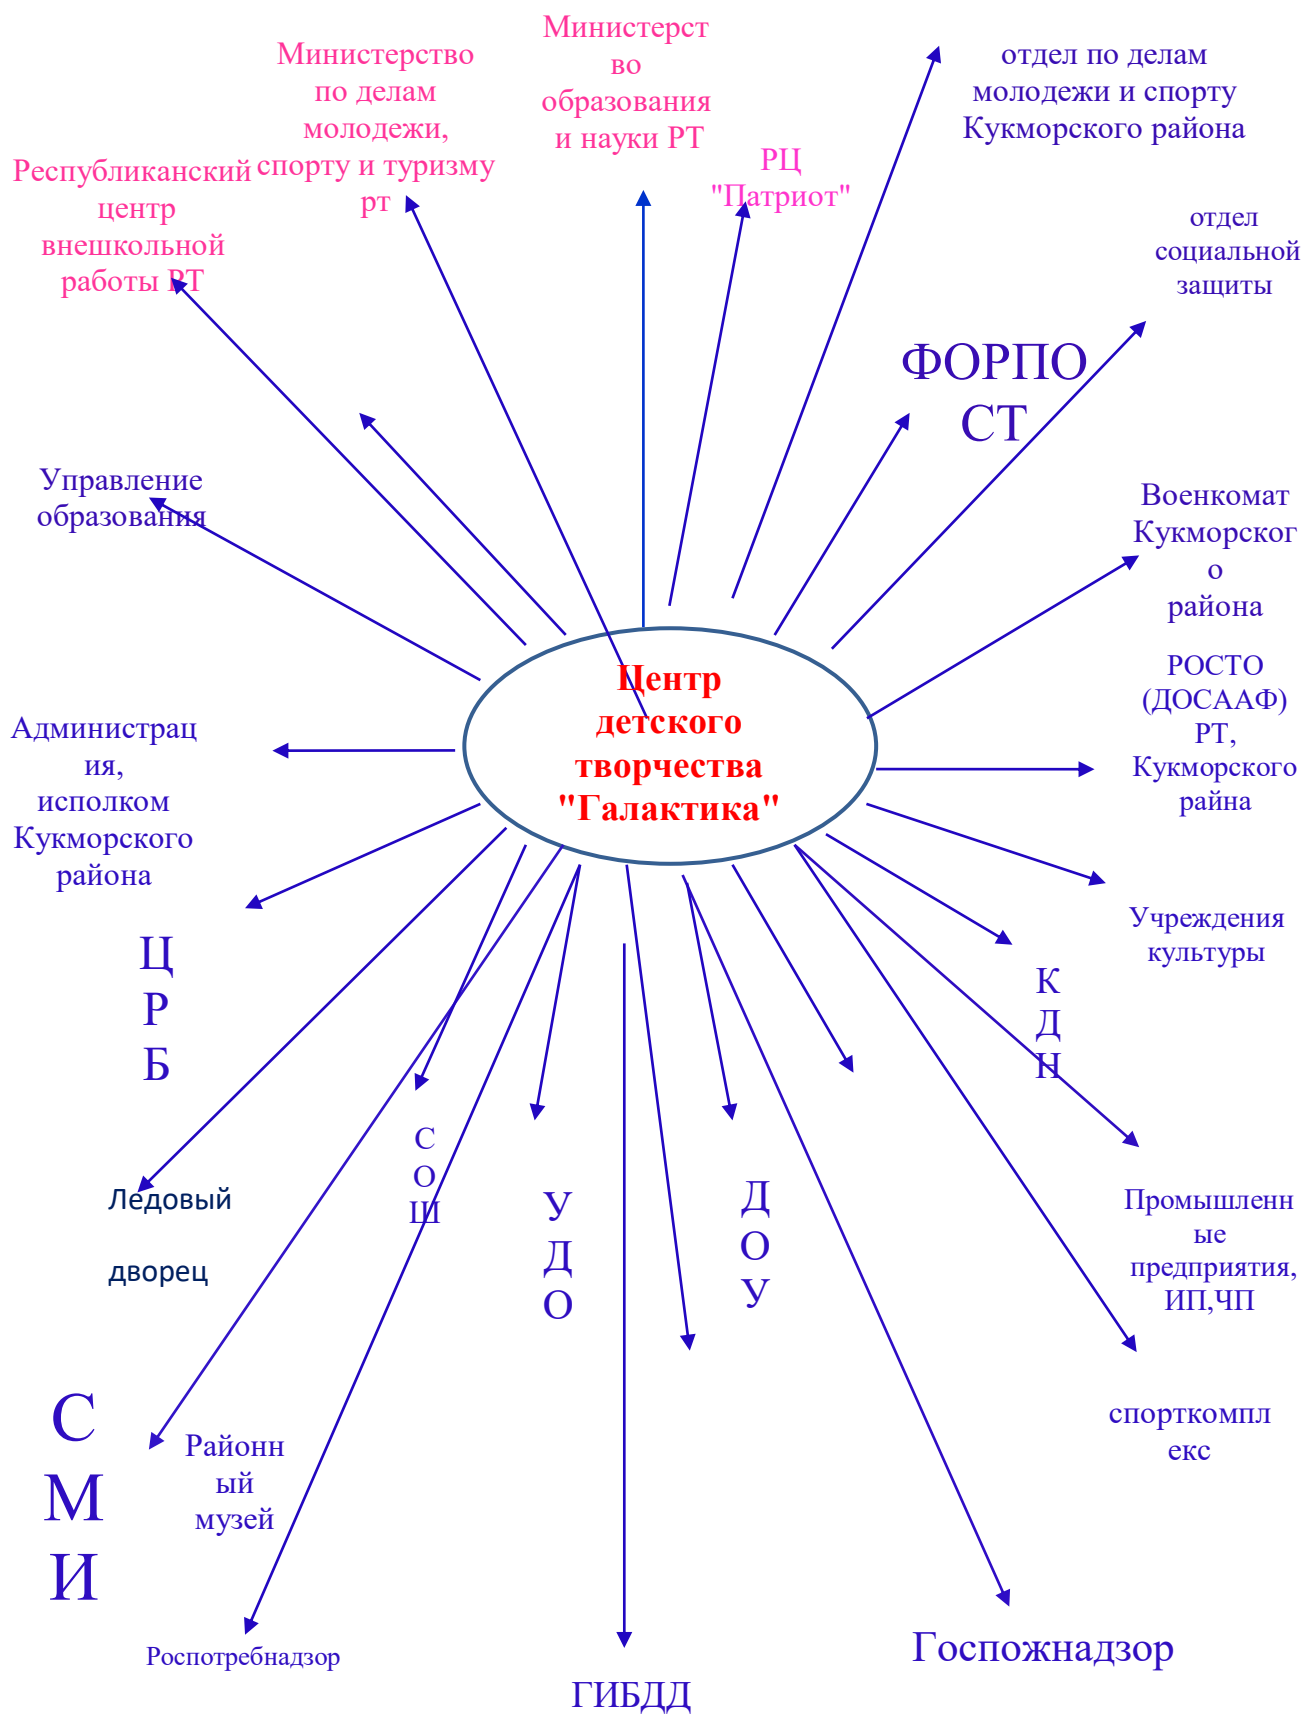 Министерст
во
образования
и науки РТ
Министерство
по делам
молодежи,
спорту и туризму
рт
отдел по делам
молодежи и спорту
Кукморского района
РЦ
"Патриот"
Республиканский
центр
внешкольной
работы РТ
отдел
социальной
защиты
ФОРПО
СТ
Управление
образования
Военкомат
Кукморског
о
района
Центр
детского
творчества
"Галактика"
РОСТО
(ДОСААФ)
РТ,
Кукморского
райна
Администрац
ия,
исполком
Кукморского
района
Учреждения
культуры
Ц
Р
Б
К
Д
Н
С
О
Ш
У
Д
О
Д
О
У
Ледовый
дворец
Промышленн
ые
предприятия,
ИП,ЧП
С
М
И
Районн
ый
музей
спорткомпл
екс
Роспотребнадзор
Госпожнадзор
ГИБДД